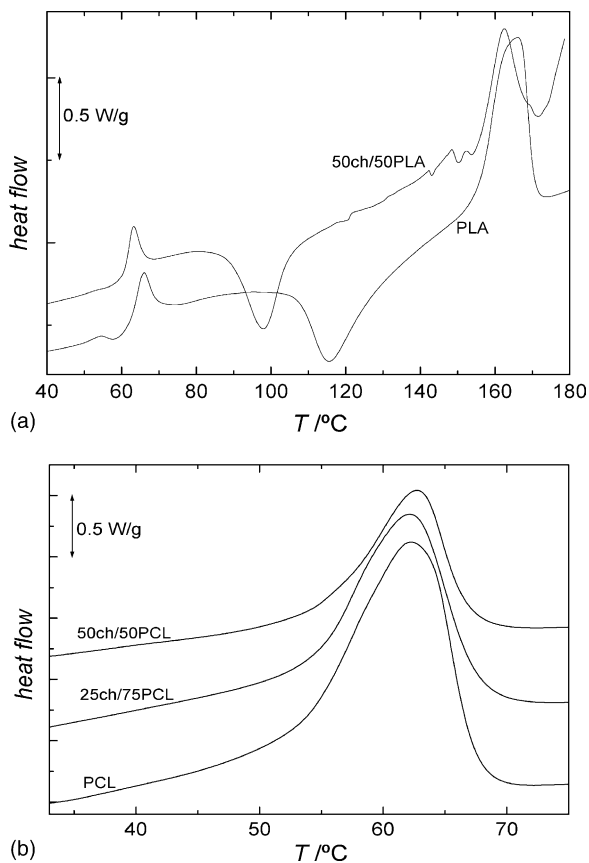 0.5 W/g
50ch/50PLA
PLA
heat flow
40 60 80 100 120 140 160 180
T /ºC
(a)
0.5 W/g
50ch/50PCL
25ch/75PCL
PCL
heat flow
40 50 60 70
T /ºC
(b)